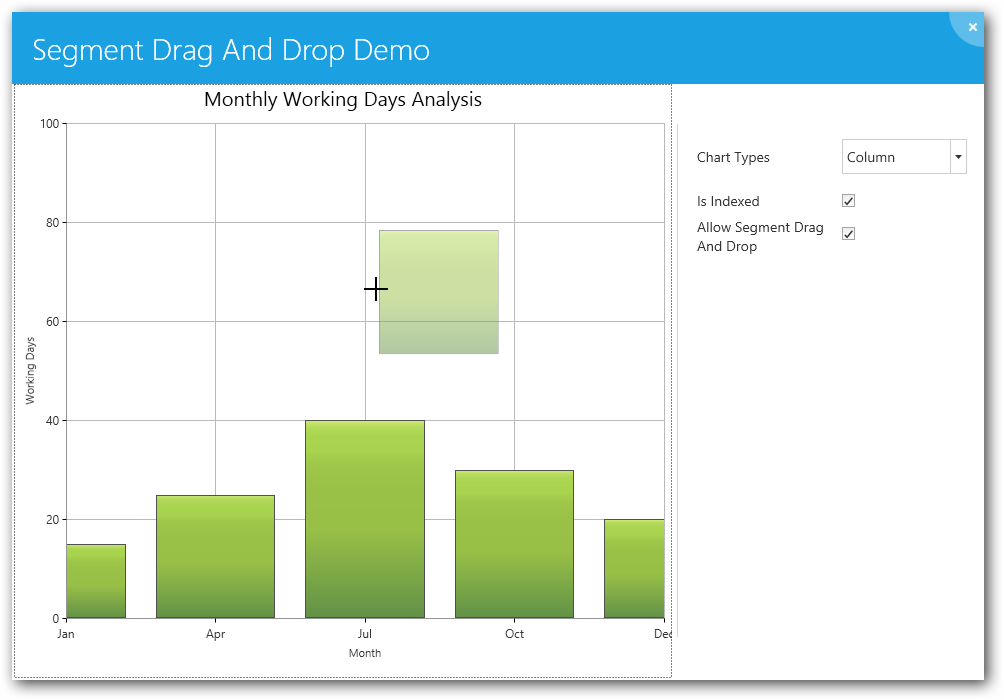 Segment Drag And Drop Demo
Monthly Working Days Analysis
100
80
60
40
20
0
Working Days
Jan Apr Jul Oct Dec
Month
Chart Types Column
Is Indexed
Allow Segment Drag
And Drop